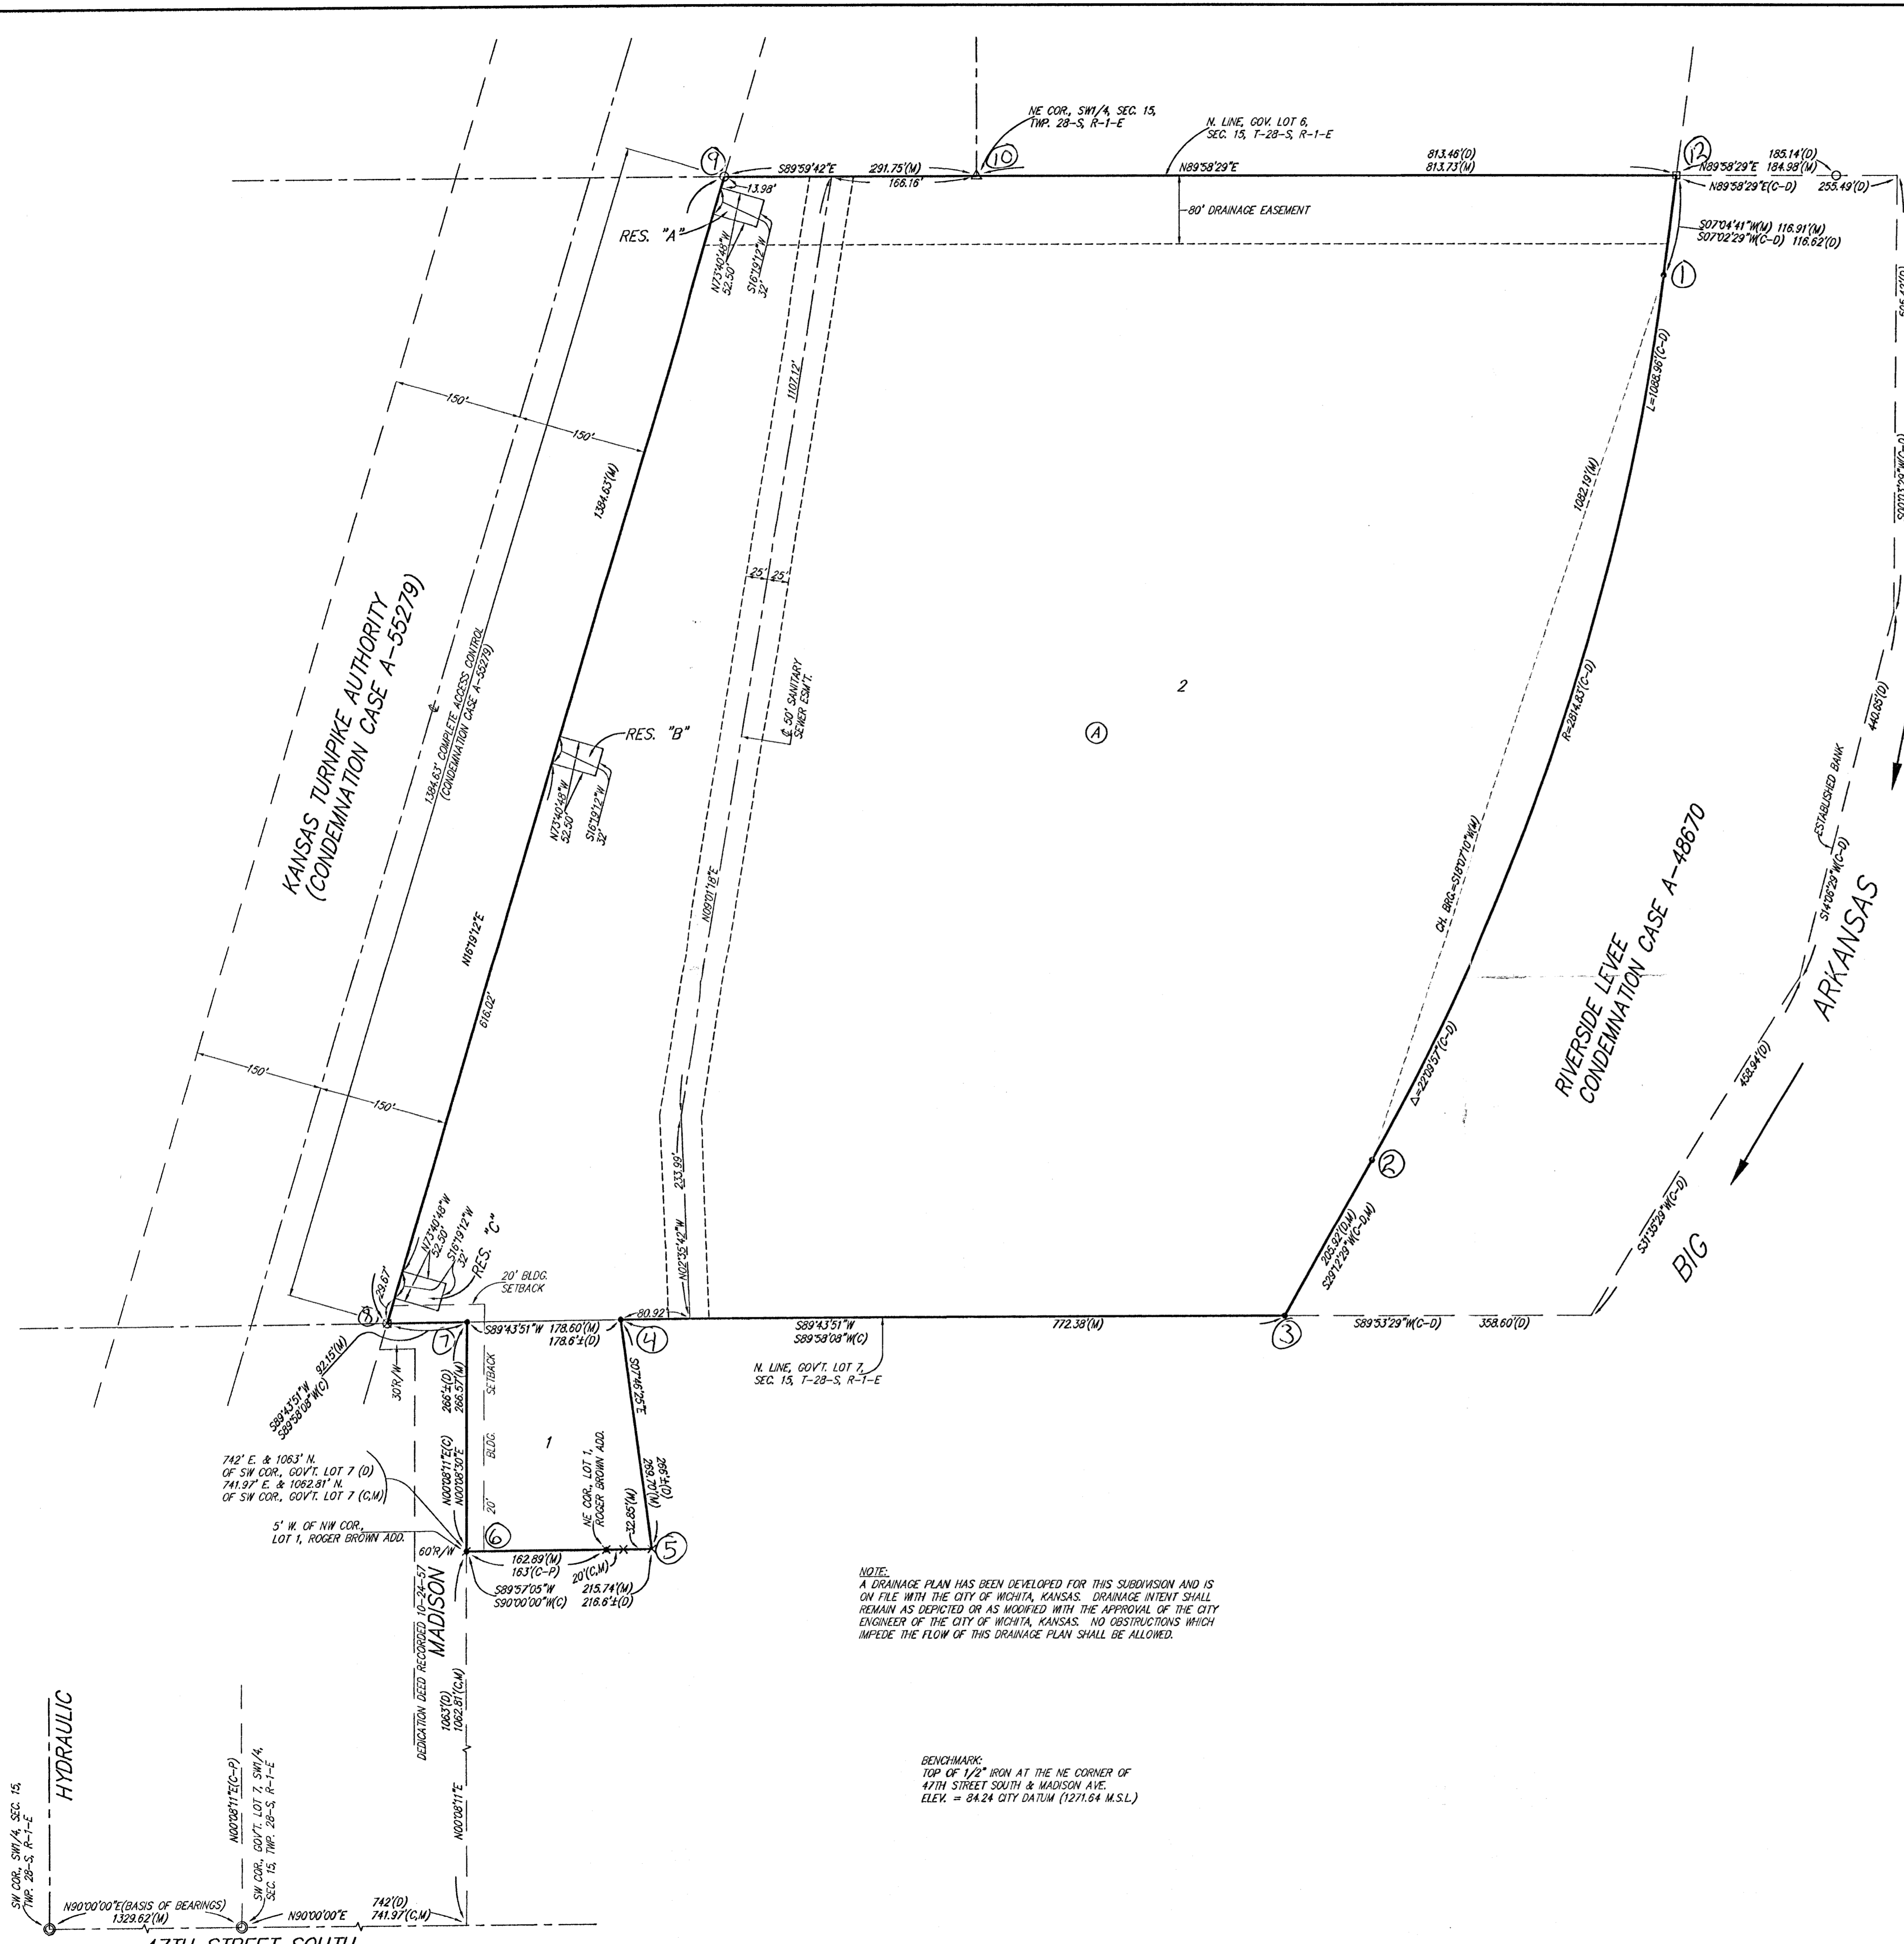 NE COR., SW1/4, SEC. 15,
TWP. 28-S, R-1-E
N. LINE, GOV. LOT 6,
SEC. 15, T-28-S, R-1-E
9
S89°59'42"E
291.75'(M)
166.16'
10
N89°58'29"E
813.46'(D)
813.73'(M)
12
185.14'(D)
N89°58'29"E 184.98'(M)
N89°58'29"E(C-D) 255.49'(D)
13.98'
RES. "A"
N73°40'48"W
52.50'
S16°19'12"W
32'
80' DRAINAGE EASEMENT
S07°04'41"W(M) 116.91'(M)
S07°02'29"W(C-D) 116.62'(D)
1
S00°03'29"W(C-D)
150'
150'
1384.63'(M)
1107.12'
L=1088.96'(C-D)
1082.19'(M)
25'
25'
KANSAS TURNPIKE AUTHORITY
(CONDEMNATION CASE A-55279)
1384.63' COMPLETE ACCESS CONTROL
(CONDEMNATION CASE A-55279)
℄ 50' SANITARY
SEWER ESM'T.
2
A
RES. "B"
N73°40'48"W
52.50'
S16°19'12"W
32'
R=2814.83'(C-D)
440.65'(D)
ESTABLISHED BANK
S14°06'29"W(C-D)
N09°01'18"E
CH. BRG.=S18°07'10"W(M)
N16°19'12"E
616.02'
RIVERSIDE LEVEE
CONDEMNATION CASE A-48670
ARKANSAS
BIG
150'
150'
Δ=22°09'57"(C-D)
458.94'(D)
S31°35'29"W(C-D)
2
233.99'
N02°35'42"W
205.92'(D,M)
S29°12'29"W(C-D,M)
N73°40'48"W
52.50'
S16°19'12"W
32'
RES. "C"
29.67'
20' BLDG.
SETBACK
8
7
S89°43'51"W 178.60'(M)
178.6'±(D)
80.92'
4
S89°43'51"W
S89°58'08"W(C)
772.38'(M)
3
S89°53'29"W(C-D)
358.60'(D)
N. LINE, GOV'T. LOT 7,
SEC. 15, T-28-S, R-1-E
S89°43'51"W 92.15'(M)
S89°58'08"W(C)
30'R/W
266'±(D)
266.57'(M)
N00°08'11"E(C)
N00°08'30"E
20' BLDG. SETBACK
1
S07°46'25"E
266'±(D)
269.70'(M)
NE COR., LOT 1,
ROGER BROWN ADD.
32.85'(M)
742' E. & 1063' N.
OF SW COR., GOV'T. LOT 7 (D)
741.97' E. & 1062.81' N.
OF SW COR., GOV'T. LOT 7 (C,M)
5' W. OF NW COR.,
LOT 1, ROGER BROWN ADD.
60'R/W
6
5
162.89'(M)
163'(C-P)
20'(C,M)
S89°57'05"W 215.74'(M)
S90°00'00"W(C) 216.6'±(D)
DEDICATION DEED RECORDED 10-24-57
MADISON
1063'(D)
1062.81'(C,M)
N00°08'11"E
NOTE:
A DRAINAGE PLAN HAS BEEN DEVELOPED FOR THIS SUBDIVISION AND IS
ON FILE WITH THE CITY OF WICHITA, KANSAS. DRAINAGE INTENT SHALL
REMAIN AS DEPICTED OR AS MODIFIED WITH THE APPROVAL OF THE CITY
ENGINEER OF THE CITY OF WICHITA, KANSAS. NO OBSTRUCTIONS WHICH
IMPEDE THE FLOW OF THIS DRAINAGE PLAN SHALL BE ALLOWED.
BENCHMARK:
TOP OF 1/2" IRON AT THE NE CORNER OF
47TH STREET SOUTH & MADISON AVE.
ELEV. = 84.24 CITY DATUM (1271.64 M.S.L.)
HYDRAULIC
SW COR., SW1/4, SEC. 15,
TWP. 28-S, R-1-E
N00°08'11"E(C-P)
SW COR., GOV'T. LOT 7, SW1/4,
SEC. 15, TWP. 28-S, R-1-E
N90°00'00"E(BASIS OF BEARINGS)
1329.62'(M)
N90°00'00"E
742'(D)
741.97'(C,M)
47TH STREET SOUTH